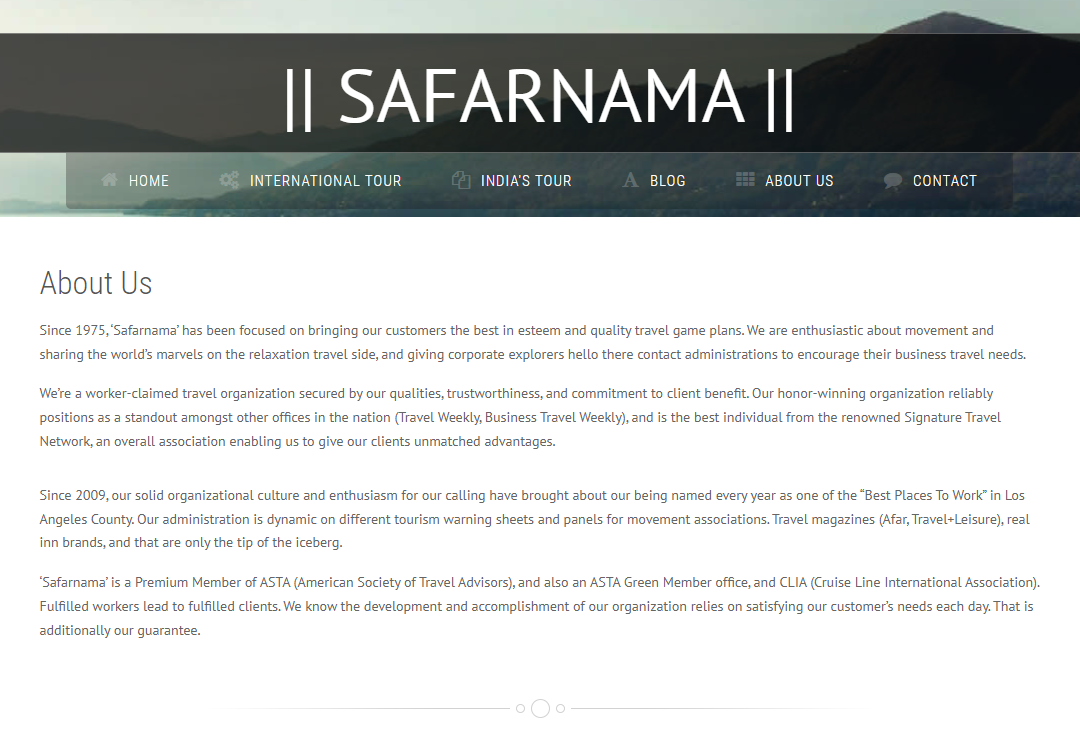 || SAFARNAMA ||
HOME INTERNATIONAL TOUR INDIA'S TOUR BLOG ABOUT US CONTACT
About Us
Since 1975, ‘Safarnama’ has been focused on bringing our customers the best in esteem and quality travel game plans. We are enthusiastic about movement and
sharing the world’s marvels on the relaxation travel side, and giving corporate explorers hello there contact administrations to encourage their business travel needs.
We’re a worker-claimed travel organization secured by our qualities, trustworthiness, and commitment to client benefit. Our honor-winning organization reliably
positions as a standout amongst other offices in the nation (Travel Weekly, Business Travel Weekly), and is the best individual from the renowned Signature Travel
Network, an overall association enabling us to give our clients unmatched advantages.
Since 2009, our solid organizational culture and enthusiasm for our calling have brought about our being named every year as one of the “Best Places To Work” in Los
Angeles County. Our administration is dynamic on different tourism warning sheets and panels for movement associations. Travel magazines (Afar, Travel+Leisure), real
inn brands, and that are only the tip of the iceberg.
‘Safarnama’ is a Premium Member of ASTA (American Society of Travel Advisors), and also an ASTA Green Member office, and CLIA (Cruise Line International Association).
Fulfilled workers lead to fulfilled clients. We know the development and accomplishment of our organization relies on satisfying our customer’s needs each day. That is
additionally our guarantee.